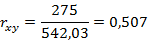 r_xy = 275 / 542,03 = 0,507